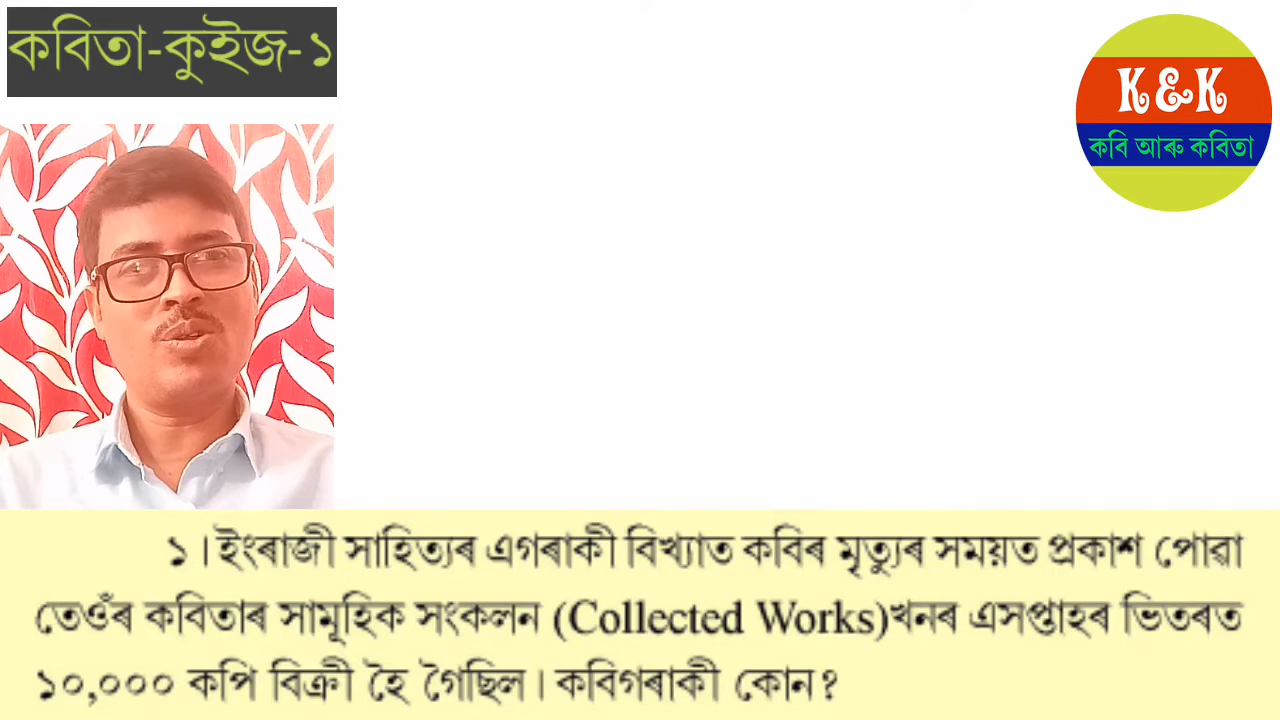 কবিতা-কুইজ-১
K&K
কবি আৰু কবিতা
১। ইংৰাজী সাহিত্যৰ এগৰাকী বিখ্যাত কবিৰ মৃত্যুৰ সময়ত প্ৰকাশ পোৱা
তেওঁৰ কবিতাৰ সামূহিক সংকলন (Collected Works)খনৰ এসপ্তাহৰ ভিতৰত
১০,০০০ কপি বিক্ৰী হৈ গৈছিল। কবিগৰাকী কোন?